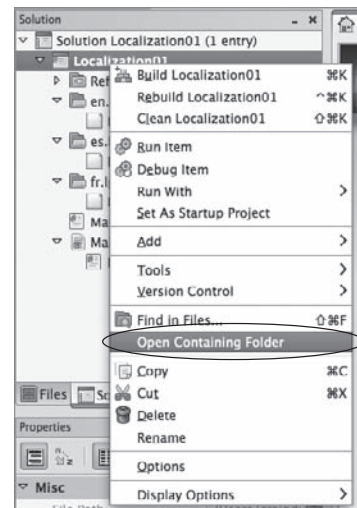 Solution
Solution Localization01 (1 entry)
Localization01
Ref
en.
es.
fr.l
Ma
Ma
Build Localization01 ⌘K
Rebuild Localization01 ^⌘K
Clean Localization01 ⇧⌘K
Run Item
Debug Item
Run With >
Set As Startup Project
Add >
Tools >
Version Control >
Find in Files... ⇧⌘F
Open Containing Folder
Copy ⌘C
Cut ⌘X
Delete
Rename
Options
Display Options >
Files
Properties
Misc